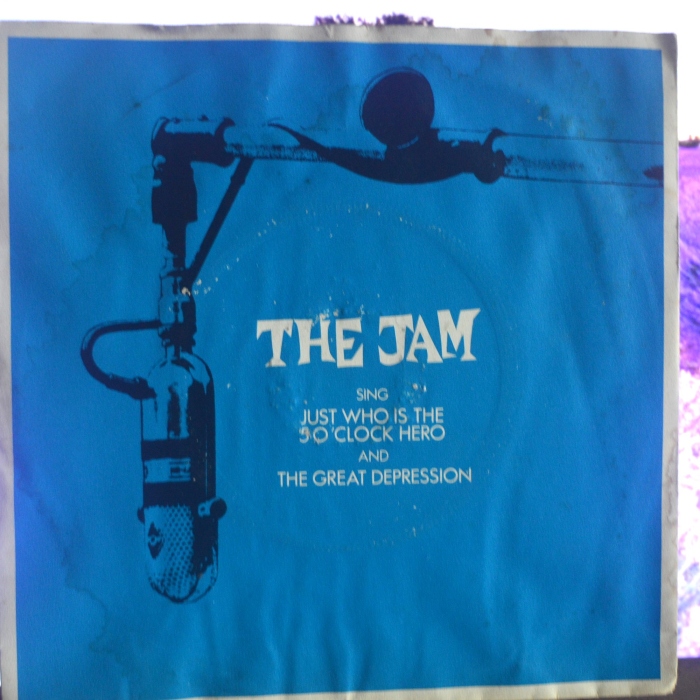 THE JAM
SING
JUST WHO IS THE
5 O'CLOCK HERO
AND
THE GREAT DEPRESSION